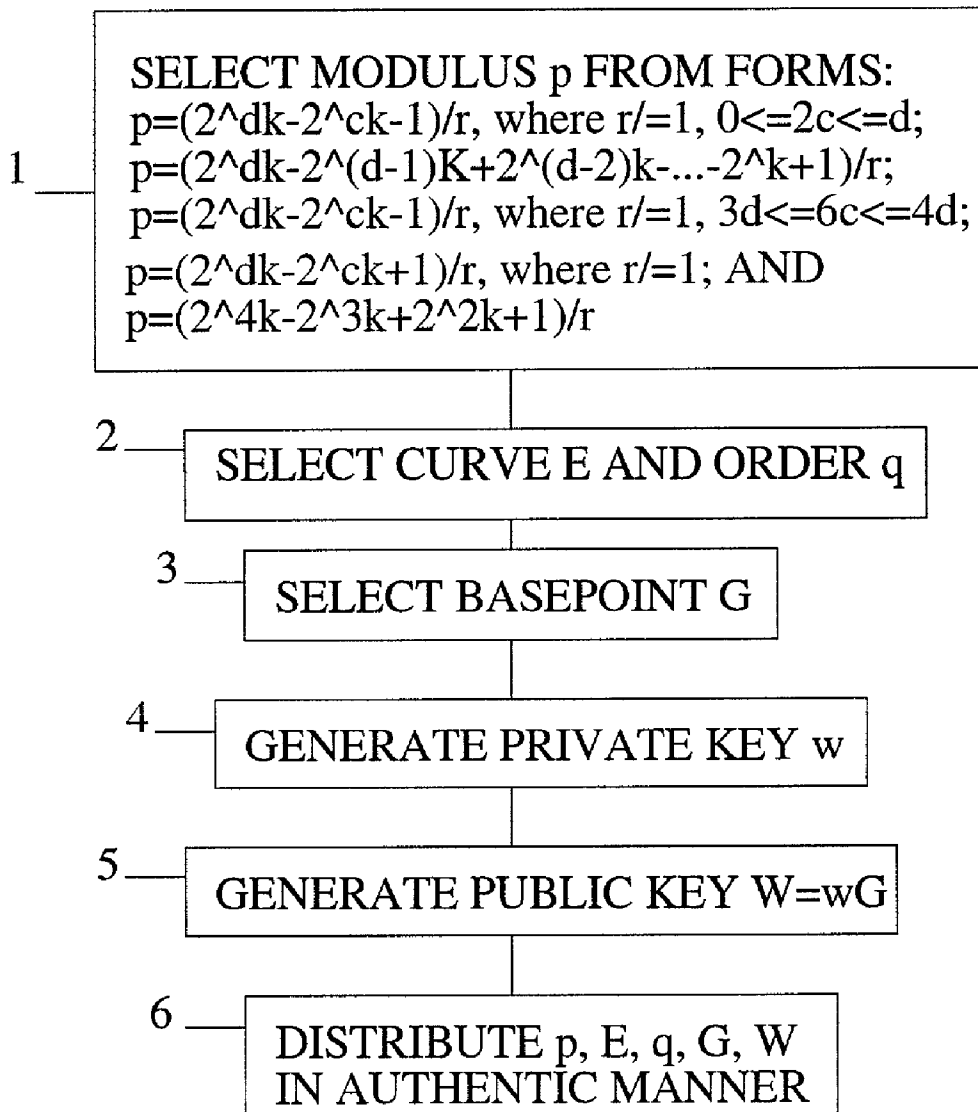 SELECT MODULUS p FROM FORMS:
p=(2^dk-2^ck-1)/r, where r/=1, 0<=2c<=d;
1
p=(2^dk-2^(d-1)K+2^(d-2)k-...-2^k+1)/r;
p=(2^dk-2^ck-1)/r, where r/=1, 3d<=6c<=4d;
p=(2^dk-2^ck+1)/r, where r/=1; AND
p=(2^4k-2^3k+2^2k+1)/r
2
SELECT CURVE E AND ORDER q
3
SELECT BASEPOINT G
4
GENERATE PRIVATE KEY w
5
GENERATE PUBLIC KEY W=wG
6
DISTRIBUTE p, E, q, G, W
IN AUTHENTIC MANNER